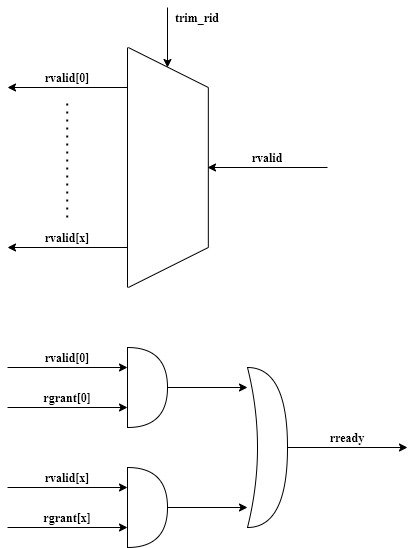 trim_rid
rvalid[0]
rvalid
rvalid[x]
rvalid[0]
rgrant[0]
rready
rvalid[x]
rgrant[x]